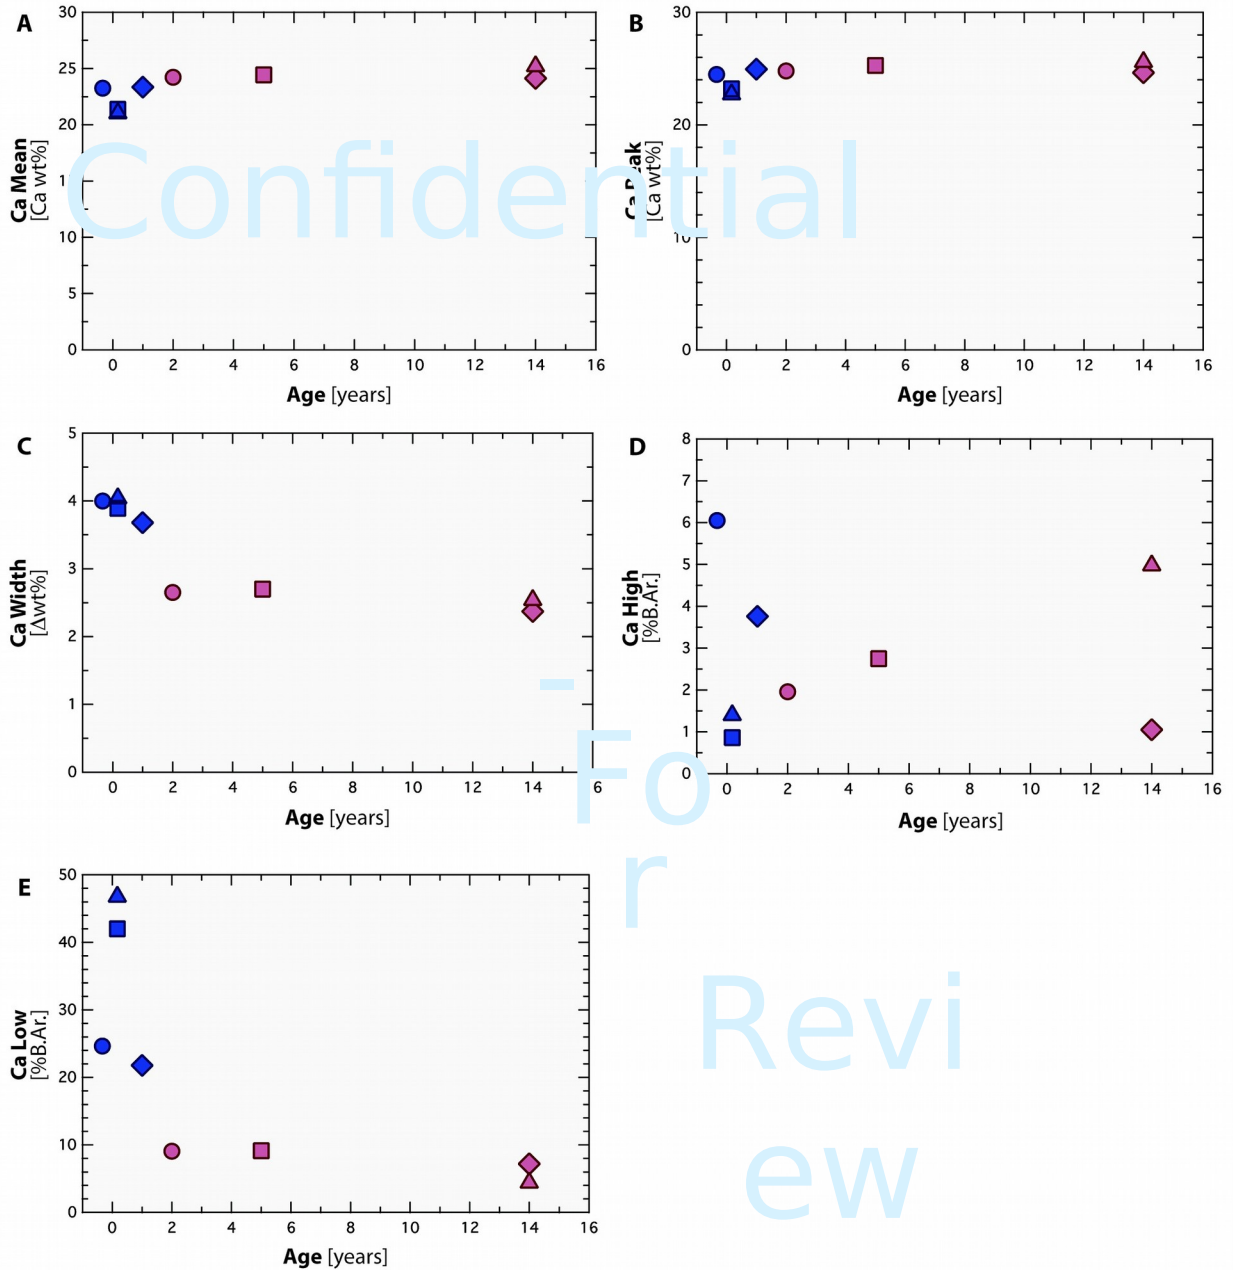 A
30
25
20
1
10
5
0
Ca Mean
[Ca wt%]
0 2 4 6 8 10 12 14 16
Age [years]
B
30
20
10
0
Ca Peak
[Ca wt%]
0 2 4 6 8 10 12 14 16
Age [years]
Confidential
C
5
4
3
2
1
0
Ca Width
[Δwt%]
0 2 4 6 8 10 12 14 16
Age [years]
D
8
7
6
5
4
3
2
1
0
Ca High
[%B.Ar.]
0 2 4 6 8 10 12 14 16
Age [years]
-
Fo
r
E
50
40
30
20
10
0
Ca Low
[%B.Ar.]
0 2 4 6 8 10 12 14 16
Age [years]
Revi
ew